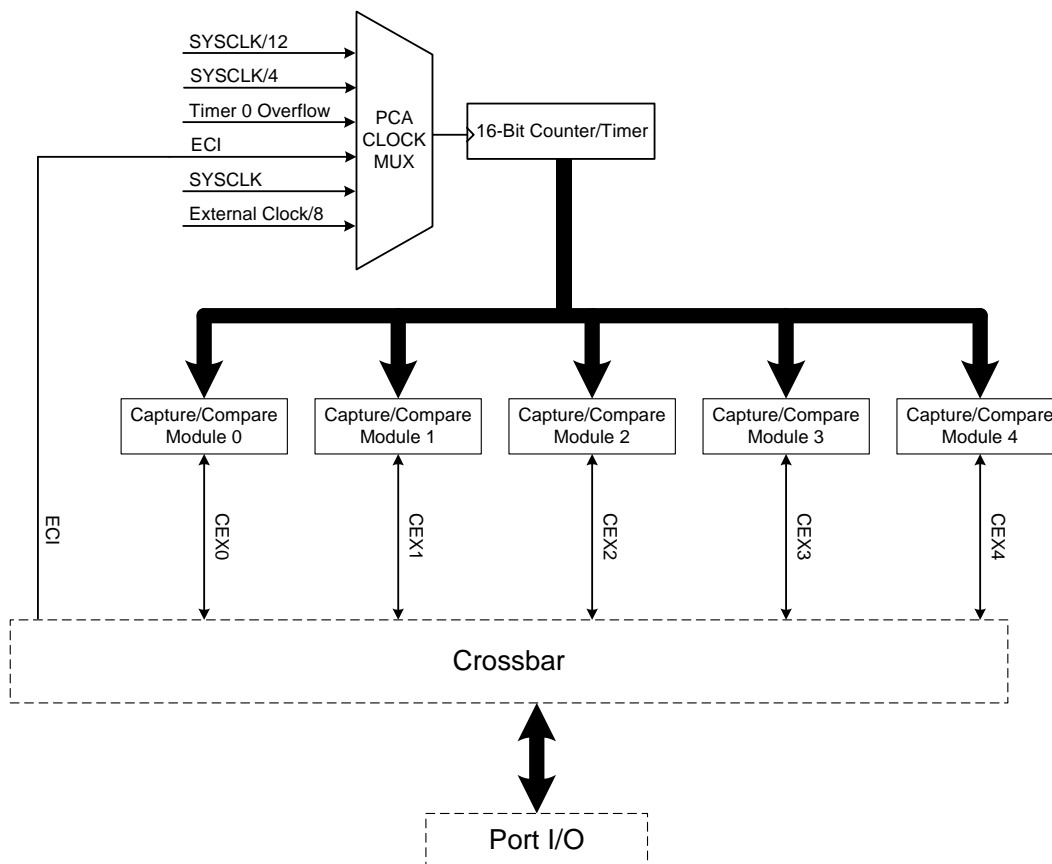 SYSCLK/12
SYSCLK/4
Timer 0 Overflow
ECI
SYSCLK
External Clock/8
PCA
CLOCK
MUX
16-Bit Counter/Timer
Capture/Compare
Module 0
Capture/Compare
Module 1
Capture/Compare
Module 2
Capture/Compare
Module 3
Capture/Compare
Module 4
ECI
CEX0
CEX1
CEX2
CEX3
CEX4
Crossbar
Port I/O